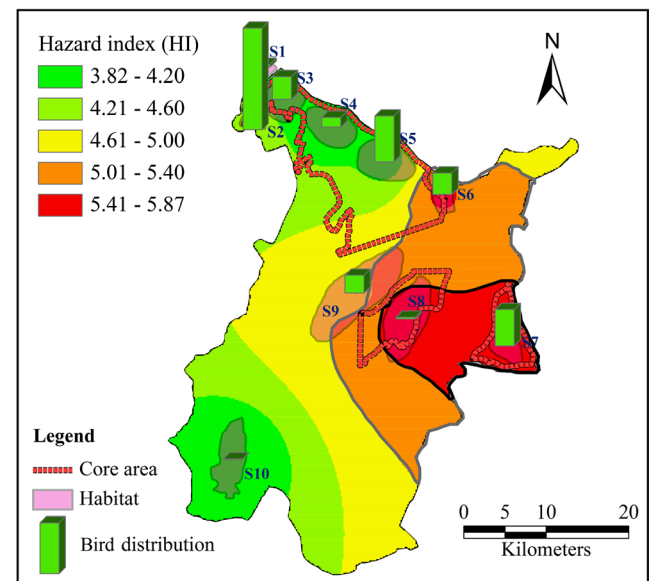 Hazard index (HI)
3.82 - 4.20
4.21 - 4.60
4.61 - 5.00
5.01 - 5.40
5.41 - 5.87
N
S1
S3
S4
S2
S5
S6
S9
S8
S7
S10
Legend
Core area
Habitat
Bird distribution
0 5 10 20
Kilometers